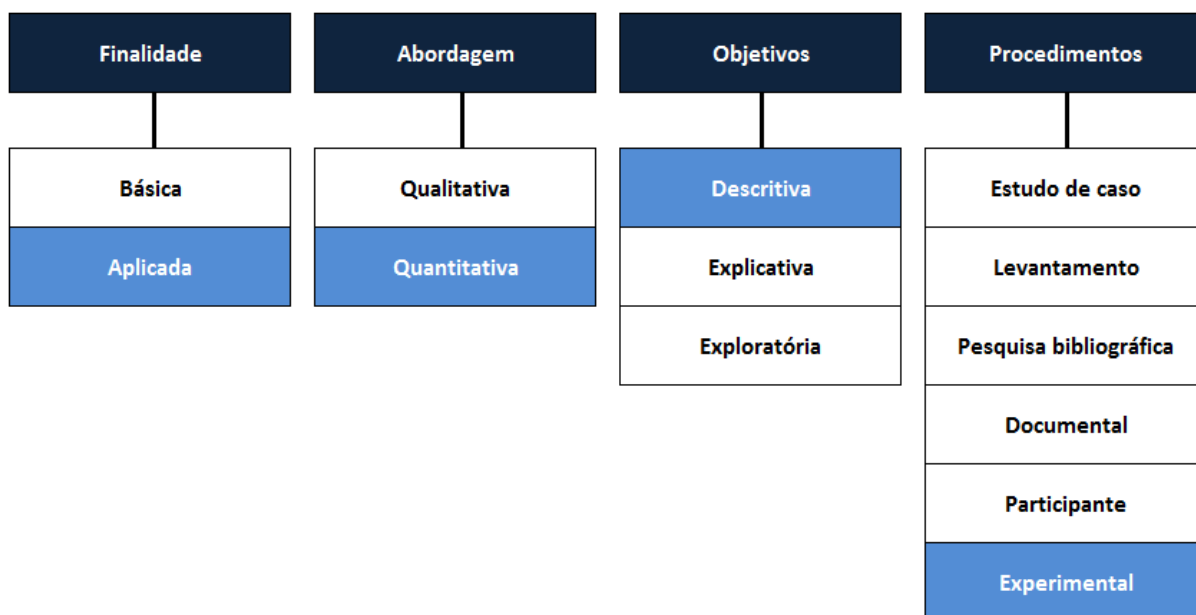 Finalidade
Básica
Aplicada
Abordagem
Qualitativa
Quantitativa
Objetivos
Descritiva
Explicativa
Exploratória
Procedimentos
Estudo de caso
Levantamento
Pesquisa bibliográfica
Documental
Participante
Experimental